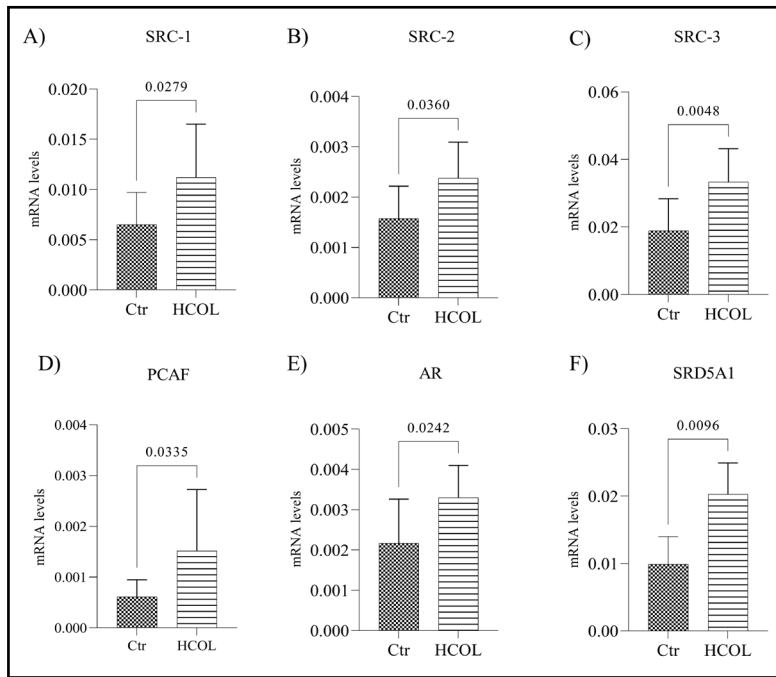 A) SRC-1
0.0279
0.020
0.015
0.010
0.005
0.000
mRNA levels
Ctr HCOL
B) SRC-2
0.0360
0.004
0.003
0.002
0.001
0.000
mRNA levels
Ctr HCOL
C) SRC-3
0.0048
0.06
0.04
0.02
0.00
mRNA levels
Ctr HCOL
D) PCAF
0.0335
0.004
0.003
0.002
0.001
0.000
mRNA levels
Ctr HCOL
E) AR
0.0242
0.005
0.004
0.003
0.002
0.001
0.000
mRNA levels
Ctr HCOL
F) SRD5A1
0.0096
0.03
0.02
0.01
0.00
mRNA levels
Ctr HCOL